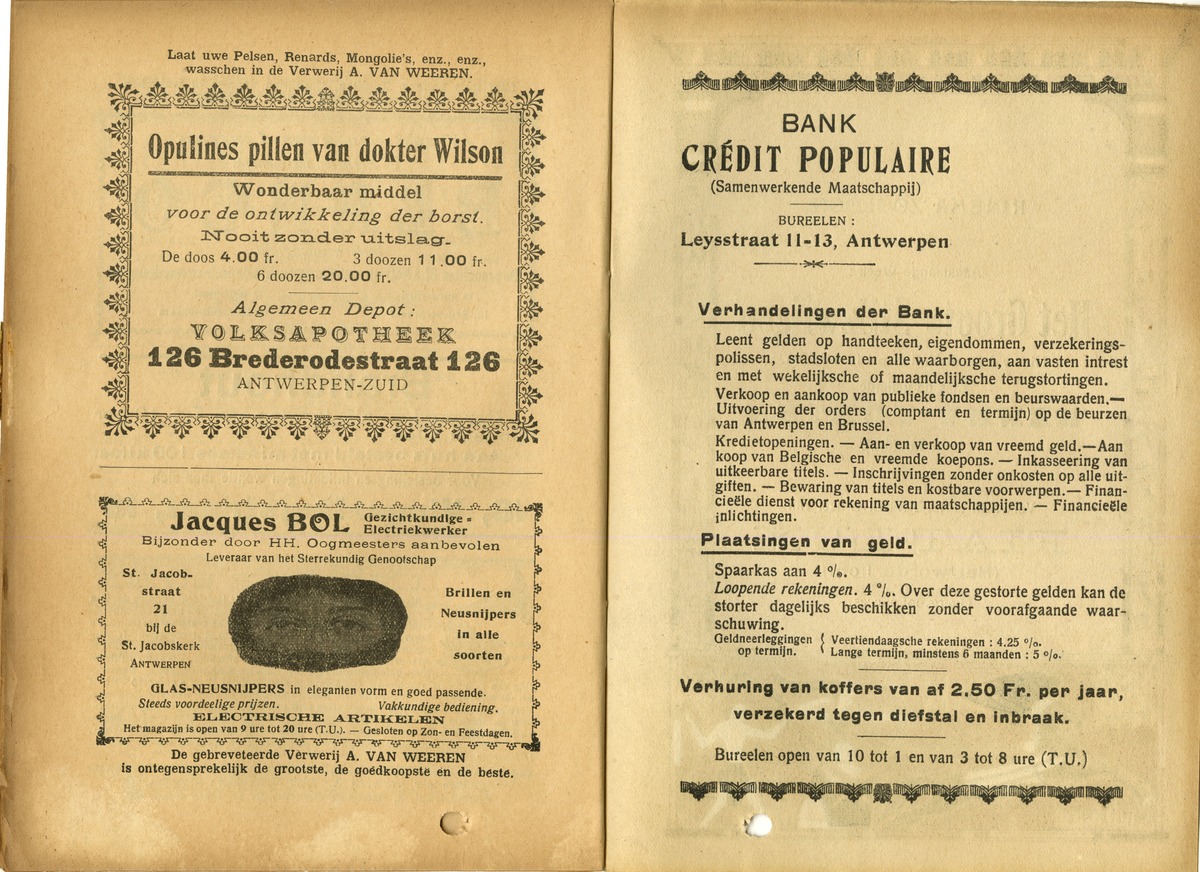 Laat uwe Pelsen, Renards, Mongolie's, enz., enz.,
wasschen in de Verwerij A. VAN WEEREN.
Opulines pillen van dokter Wilson
Wonderbaar middel
voor de ontwikkeling der borst.
Nooit zonder uitslag.
De doos 4.00 fr. 3 doozen 11.00 fr.
6 doozen 20.00 fr.
Algemeen Depot :
VOLKSAPOTHEEK
126 Brederodestraat 126
ANTWERPEN-ZUID
Jacques BOL Gezichtkundige =
Electriekwerker
Bijzonder door HH. Oogmeesters aanbevolen
Leveraar van het Sterrekundig Genootschap
St. Jacob-
straat
21
bij de
St. Jacobskerk
ANTWERPEN
Brillen en
Neusnijpers
in alle
soorten
GLAS-NEUSNIJPERS in eleganten vorm en goed passende.
Steeds voordeelige prijzen. Vakkundige bediening.
ELECTRISCHE ARTIKELEN
Het magazijn is open van 9 ure tot 20 ure (T.U.). — Gesloten op Zon- en Feestdagen.
De gebreveteerde Verwerij A. VAN WEEREN
is ontegensprekelijk de grootste, de goedkoopste en de beste.
BANK
CRÉDIT POPULAIRE
(Samenwerkende Maatschappij)
BUREELEN :
Leysstraat 11-13, Antwerpen
Verhandelingen der Bank.
Leent gelden op handteeken, eigendommen, verzekerings-
polissen, stadsloten en alle waarborgen, aan vasten intrest
en met wekelijksche of maandelijksche terugstortingen.
Verkoop en aankoop van publieke fondsen en beurswaarden.—
Uitvoering der orders (comptant en termijn) op de beurzen
van Antwerpen en Brussel.
Kredietopeningen. — Aan- en verkoop van vreemd geld.—Aan
koop van Belgische en vreemde koepons. — Inkasseering van
uitkeerbare titels. — Inschrijvingen zonder onkosten op alle uit-
giften. — Bewaring van titels en kostbare voorwerpen.— Finan-
cieële dienst voor rekening van maatschappijen. — Financieële
inlichtingen.
Plaatsingen van geld.
Spaarkas aan 4 %.
Loopende rekeningen. 4 %. Over deze gestorte gelden kan de
storter dagelijks beschikken zonder voorafgaande waar-
schuwing.
Geldneerleggingen { Veertiendaagsche rekeningen : 4.25 %.
op termijn. { Lange termijn, minstens 6 maanden : 5 %.
Verhuring van koffers van af 2,50 Fr. per jaar,
verzekerd tegen diefstal en inbraak.
Bureelen open van 10 tot 1 en van 3 tot 8 ure (T.U.)